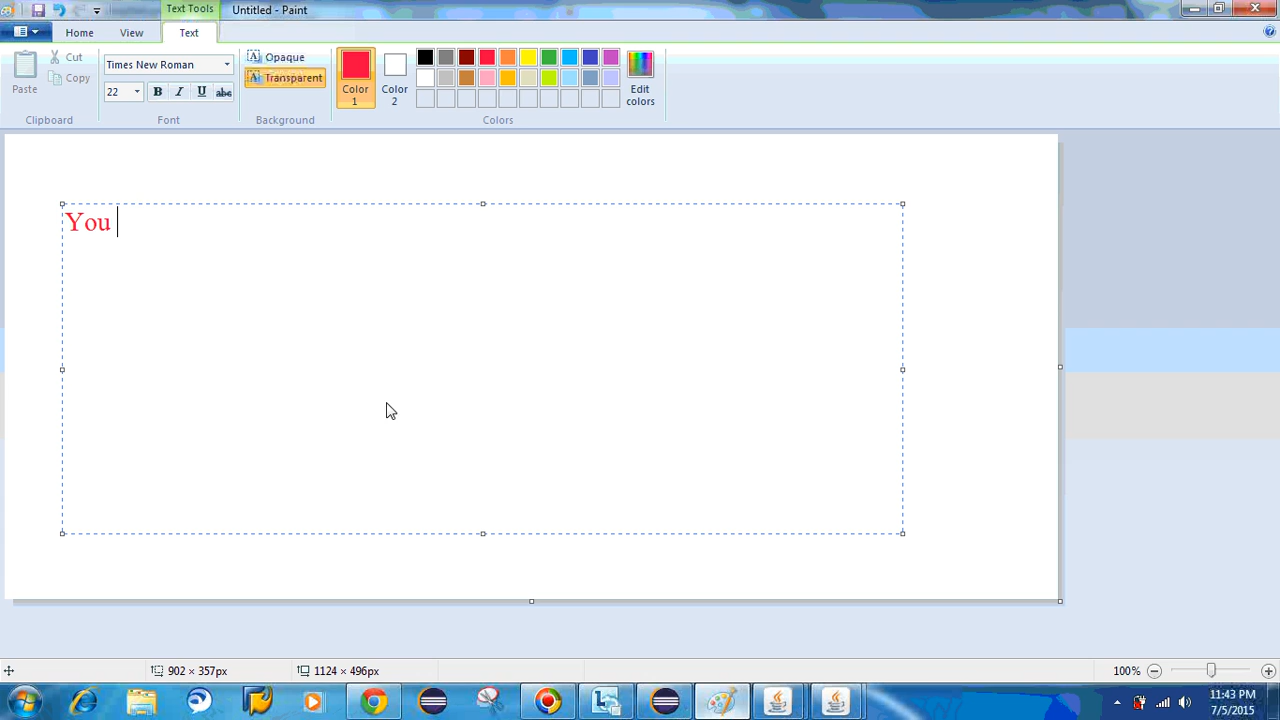 Text Tools
Untitled - Paint
Home
View
Text
Paste
Cut
Copy
Clipboard
Times New Roman
22
B I U abc
Font
A Opaque
A Transparent
Background
Color 1
Color 2
Edit colors
Colors
You
902 × 357px
1124 × 496px
100%
11:43 PM
7/5/2015